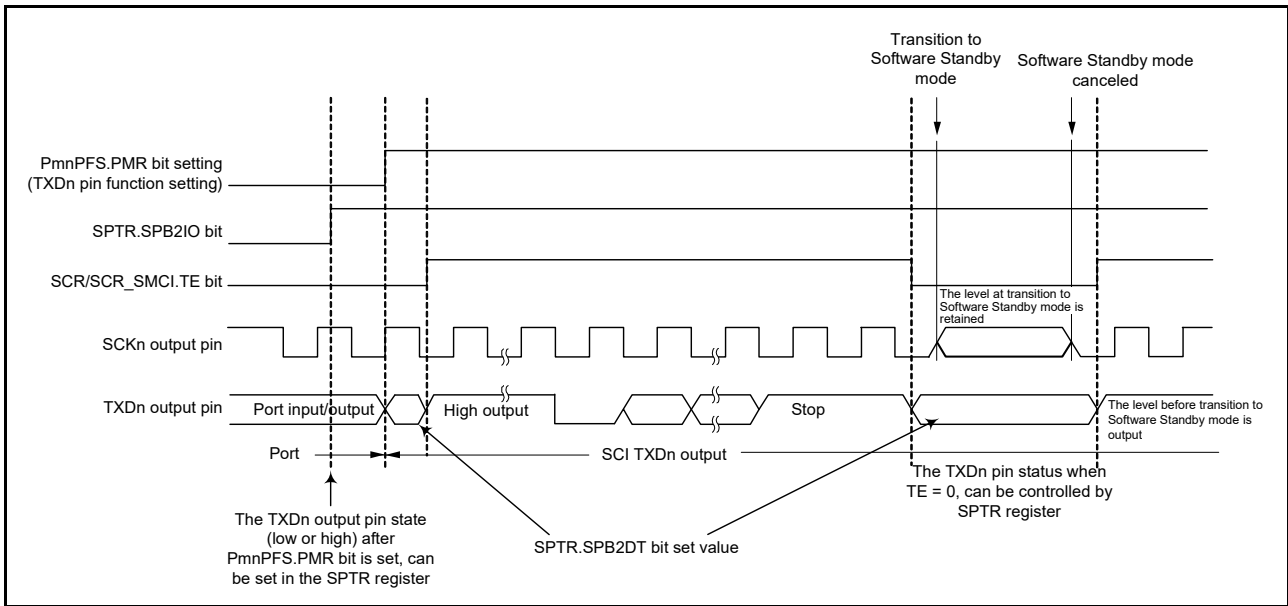 Transition to
Software Standby
mode
Software Standby mode
canceled
PmnPFS.PMR bit setting
(TXDn pin function setting)
SPTR.SPB2IO bit
SCR/SCR_SMCI.TE bit
The level at transition to
Software Standby mode is
retained
SCKn output pin
TXDn output pin
Port input/output
High output
Stop
The level before transition to
Software Standby mode is
output
Port
SCI TXDn output
The TXDn pin status when
TE = 0, can be controlled by
SPTR register
The TXDn output pin state
(low or high) after
PmnPFS.PMR bit is set, can
be set in the SPTR register
SPTR.SPB2DT bit set value